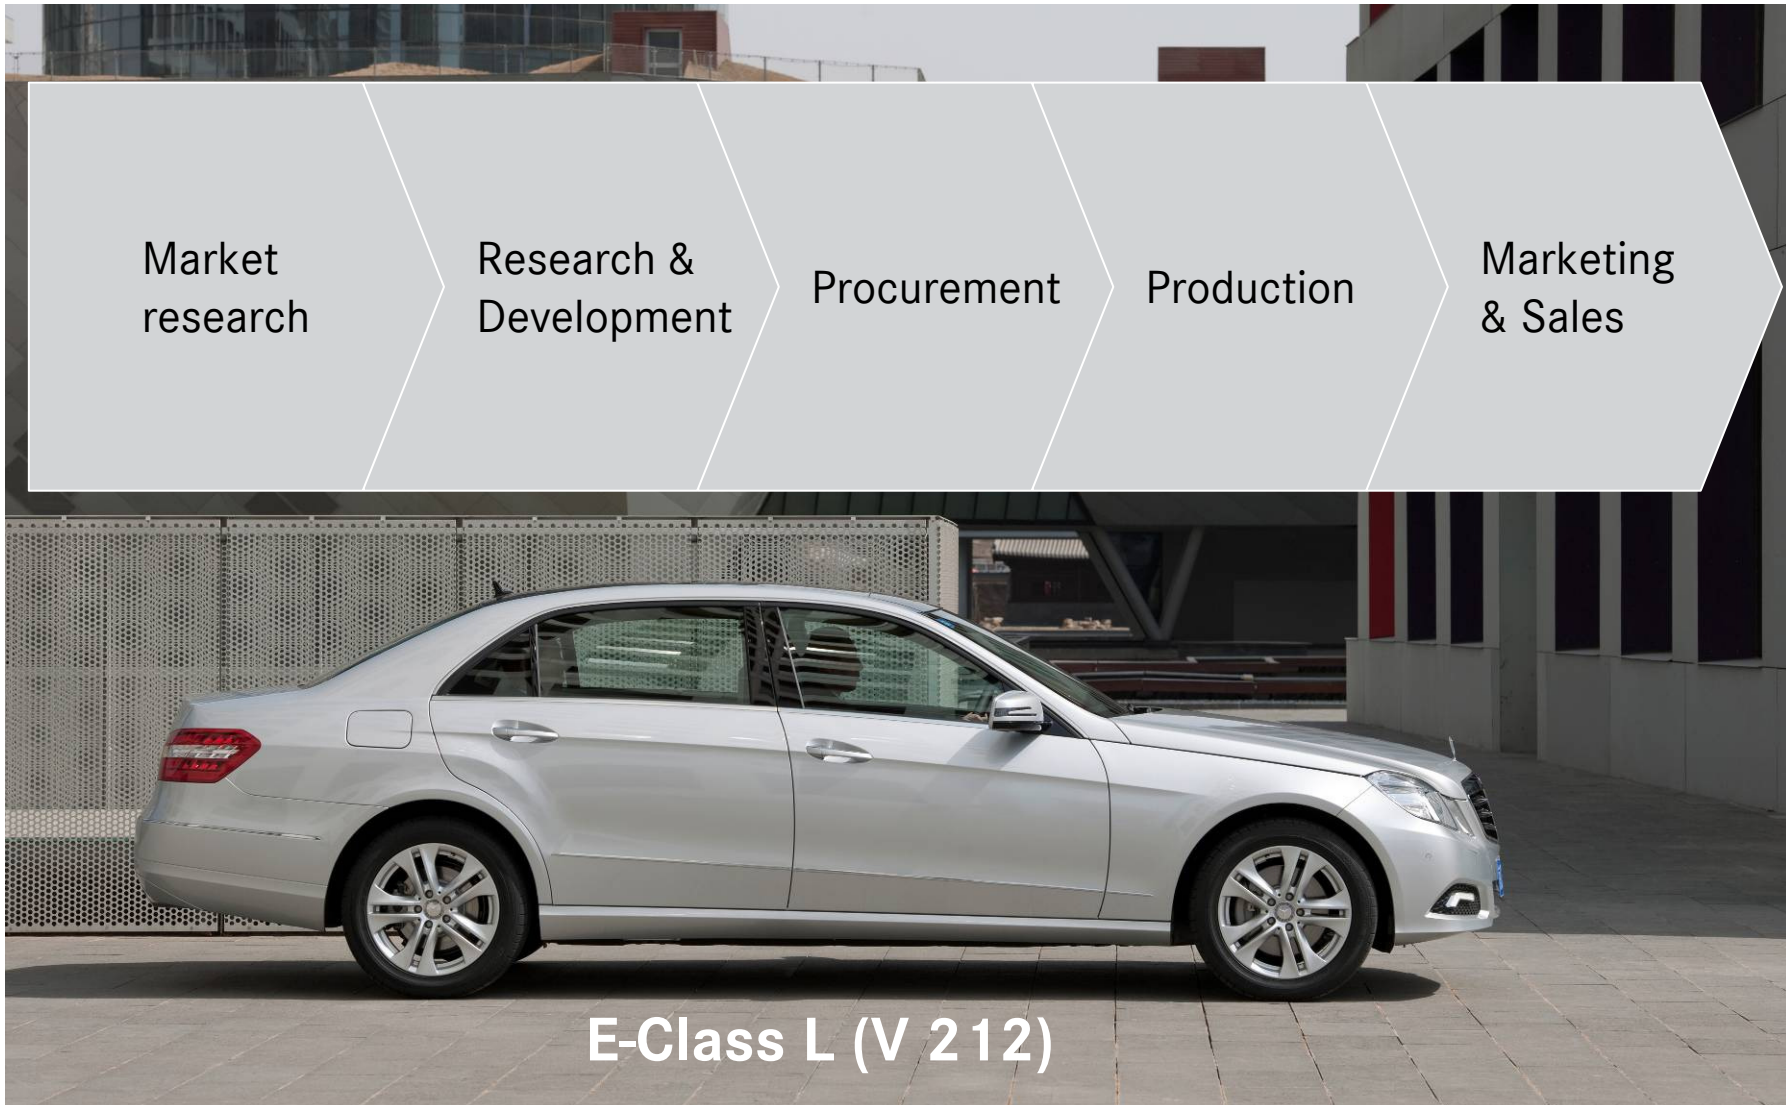 Market
research
Research &
Development
Procurement
Production
Marketing
& Sales
E-Class L (V 212)